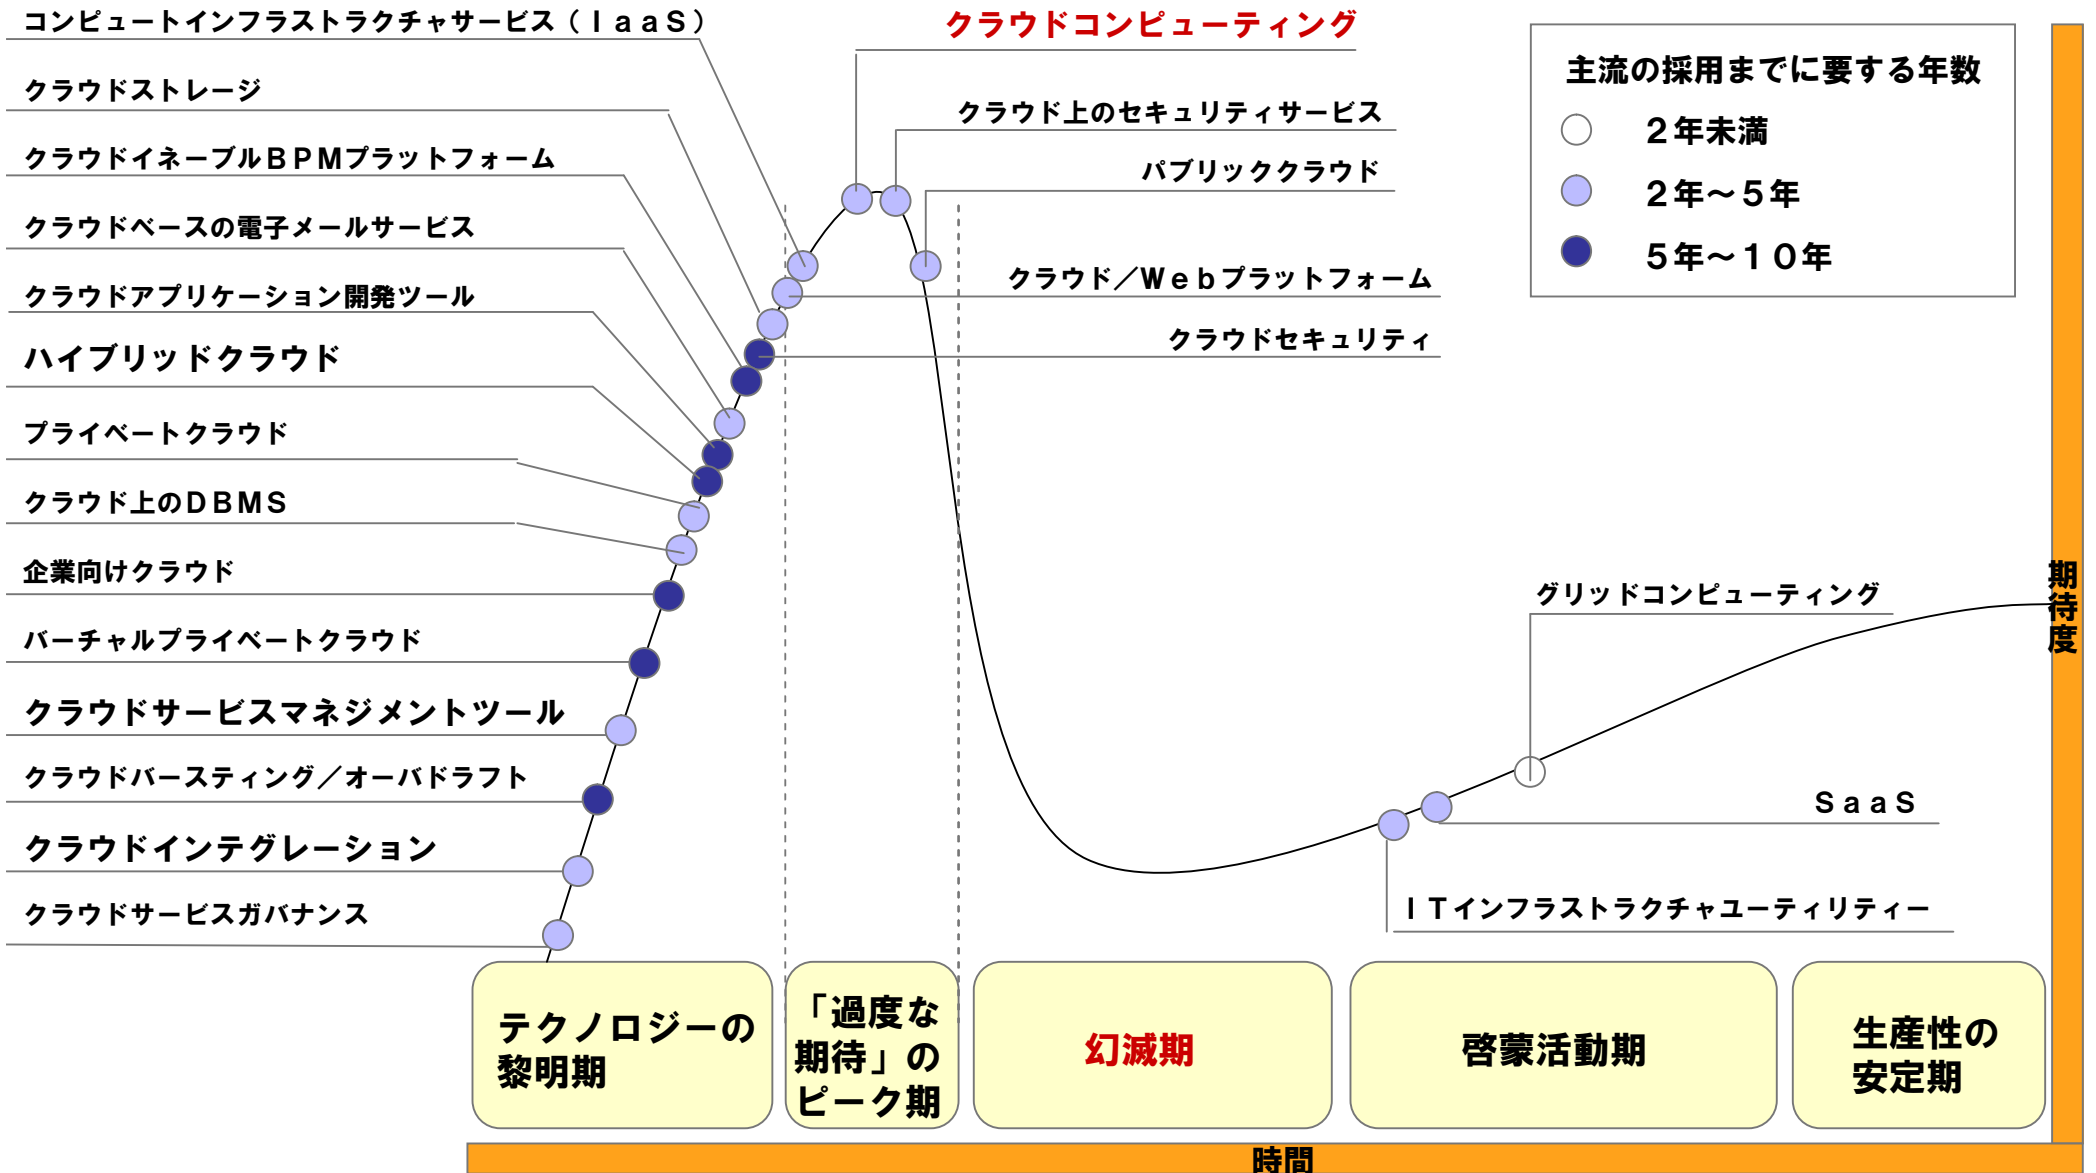 コンピュートインフラストラクチャサービス(IaaS)
クラウドストレージ
クラウドイネーブルBPMプラットフォーム
クラウドベースの電子メールサービス
クラウドアプリケーション開発ツール
ハイブリッドクラウド
プライベートクラウド
クラウド上のDBMS
企業向けクラウド
バーチャルプライベートクラウド
クラウドサービスマネジメントツール
クラウドバースティング/オーバドラフト
クラウドインテグレーション
クラウドサービスガバナンス
クラウドコンピューティング
クラウド上のセキュリティサービス
パブリッククラウド
クラウド/Webプラットフォーム
クラウドセキュリティ
主流の採用までに要する年数
2年未満
2年~5年
5年~10年
グリッドコンピューティング
SaaS
ITインフラストラクチャユーティリティー
期待度
テクノロジーの
黎明期
「過度な
期待」の
ピーク期
幻滅期
啓蒙活動期
生産性の
安定期
時間